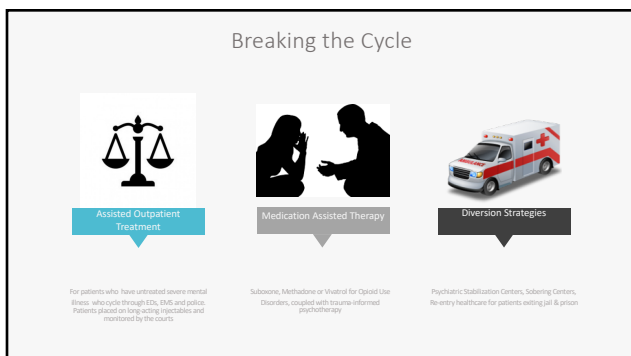 Breaking the Cycle
AMBULANCE
Assisted Outpatient
Treatment
Medication Assisted Therapy
Diversion Strategies
For patients who have untreated severe mental
illness who cycle through EDs, EMS and police.
Patients placed on long-acting injectables and
monitored by the courts
Suboxone, Methadone or Vivatrol for Opioid Use
Disorders, coupled with trauma-informed
psychotherapy
Psychiatric Stabilization Centers, Sobering Centers,
Re-entry healthcare for patients exiting jail & prison